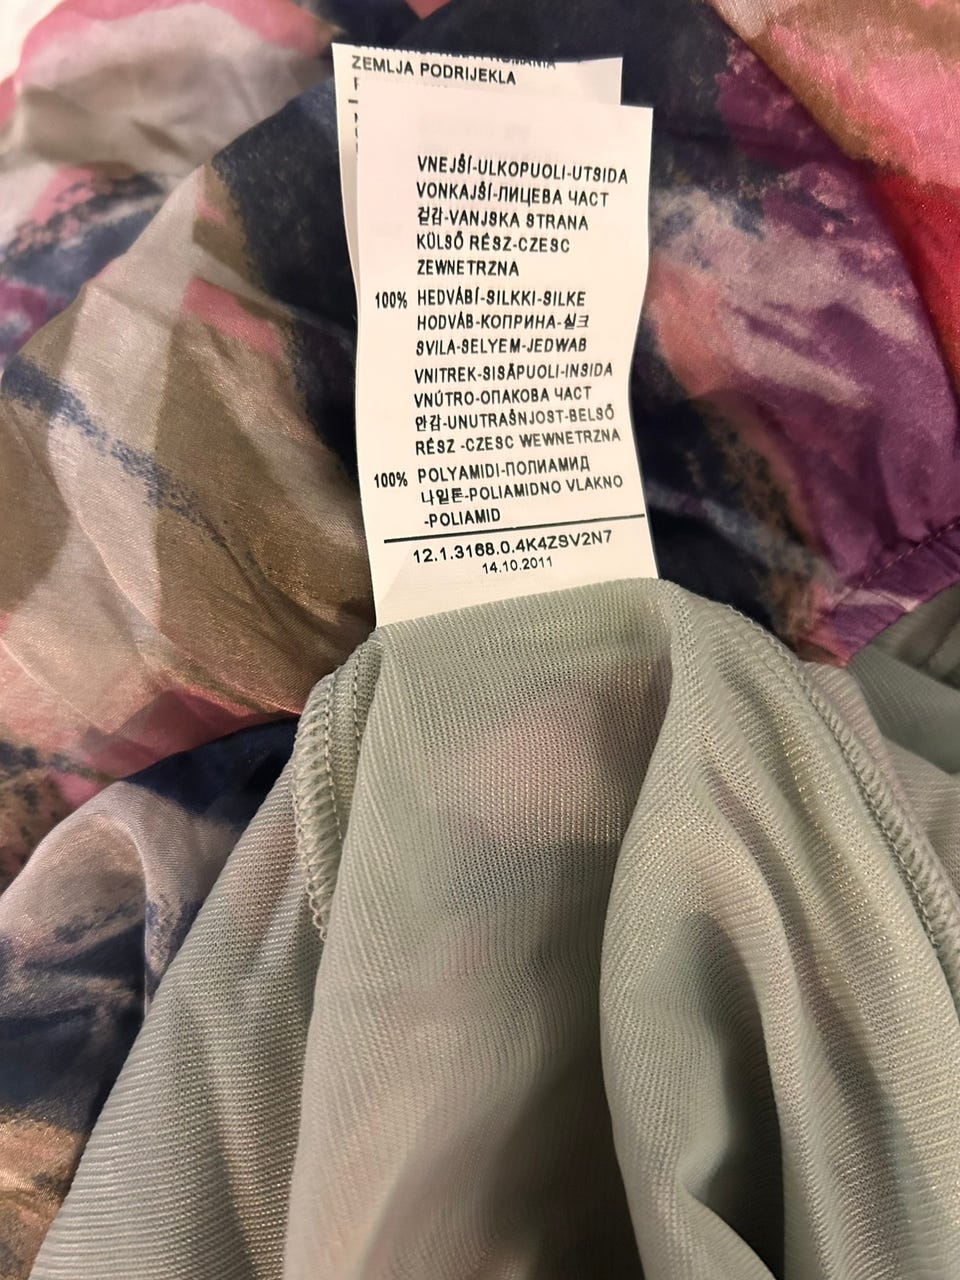 ZEMLJA PODRIJEKLA
VNEJŠÍ-ULKOPUOLI-UTSIDA
VONKAJŠÍ-ЛИЦЕВА ЧАСТ
겉감-VANJSKA STRANA
KÜLSŐ RÉSZ-CZESC
ZEWNETRZNA
100% HEDVÁBÍ-SILKKI-SILKE
HODVÁB-КОПРИНА-실크
SVILA-SELYEM-JEDWAB
VNITREK-SISÄPUOLI-INSIDA
VNÚTRO-ОПАКОВА ЧАСТ
안감-UNUTRAŠNJOST-BELSŐ
RÉSZ -CZESC WEWNETRZNA
100% POLYAMIDI-ПОЛИАМИД
나일론-POLIAMIDNO VLAKNO
-POLIAMID
12.1.3168.0.4K4ZSV2N7
14.10.2011